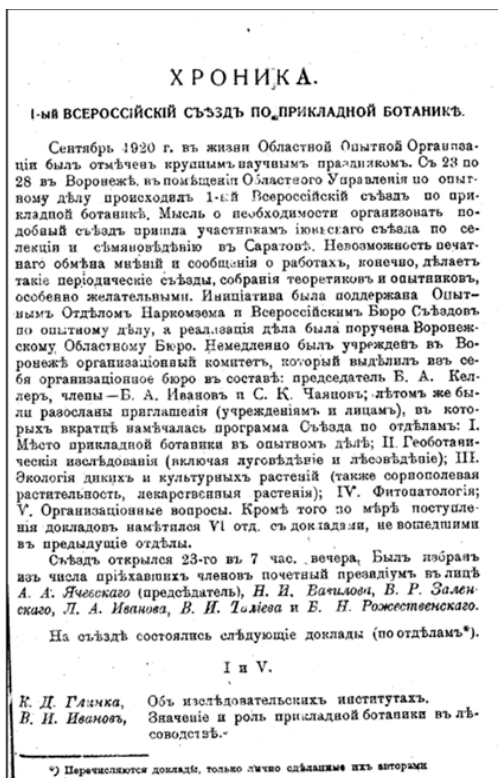 ХРОНИКА.
I-ый ВСЕРОССІЙСКІЙ СЪѢЗДЪ ПО ПРИКЛАДНОЙ БОТАНИКѢ.
Сентябрь 1920 г. въ жизни Областной Опытной Организа-
ціи былъ отмѣченъ крупнымъ научнымъ праздникомъ. Съ 23 по
28 въ Воронежѣ, въ помѣщеніи Областного Управленія по опыт-
ному дѣлу происходилъ 1-ый Всероссійскій съѣздъ по при-
кладной ботаникѣ. Мысль о необходимости организовать по-
добный съѣздъ пришла участникамъ іюньскаго съѣзда по се-
лекціи и сѣмяновѣдѣнію въ Саратовѣ. Невозможность печат-
наго обмѣна мнѣній и сообщенія о работахъ, конечно, дѣлаетъ
такіе періодическіе съѣзды, собранія теоретиковъ и опытниковъ,
особенно желательными. Иниціатива была поддержана Опыт-
нымъ Отдѣломъ Наркомзема и Всероссійскимъ Бюро Съѣздовъ
по опытному дѣлу, а реализація дѣла была поручена Воронеж-
скому Областному Бюро. Немедленно былъ учрежденъ въ Во-
ронежѣ организаціонный комитетъ, который выдѣлилъ изъ се-
бя организаціонное бюро въ составѣ: предсѣдатель Б. А. Кел-
леръ, члены—Б. А. Ивановъ и С. К. Чаяновъ; лѣтомъ же бы-
ли разосланы приглашенія (учрежденіямъ и лицамъ), въ кото-
рыхъ вкратцѣ намѣчалась программа Съѣзда по отдѣламъ: I.
Мѣсто прикладной ботаники въ опытномъ дѣлѣ; II. Геоботани-
ческія изслѣдованія (включая луговѣдѣніе и лѣсовѣдѣніе); III.
Экологія дикихъ и культурныхъ растеній (также сорнополевая
растительность, лекарственныя растенія); IV. Фитопатологія;
V. Организаціонные вопросы. Кромѣ того по мѣрѣ поступле-
нія докладовъ намѣтился VI отд. съ докладами, не вошедшими
въ предыдущіе отдѣлы.
Съѣздъ открылся 23-го въ 7 час. вечера. Былъ избранъ
изъ числа пріѣхавшихъ членовъ почетный президіумъ въ лицѣ
А. А. Ячевскаго (предсѣдатель), Н. И. Вавилова, В. Р. Зален-
скаго, Л. А. Иванова, В. И. Таліева и Б. Н. Рожественскаго.
На съѣздѣ состоялись слѣдующіе доклады (по отдѣламъ*).
I и V.
К. Д. Глинка, Объ изслѣдовательскихъ институтахъ.
В. И. Ивановъ, Значеніе и роль прикладной ботаники въ лѣ-
соводствѣ.
*) Перечисляются доклады, только лично сдѣланные ихъ авторами